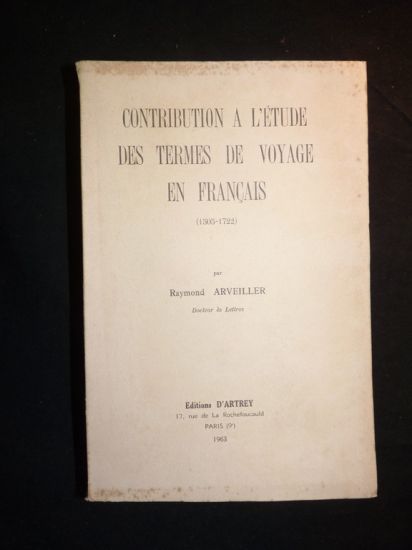 CONTRIBUTION A L'ÉTUDE
DES TERMES DE VOYAGE
EN FRANÇAIS
(1505-1722)
par
Raymond ARVEILLER
Docteur ès Lettres
Editions D'ARTREY
17, rue de La Rochefoucauld
PARIS (9e)
1963